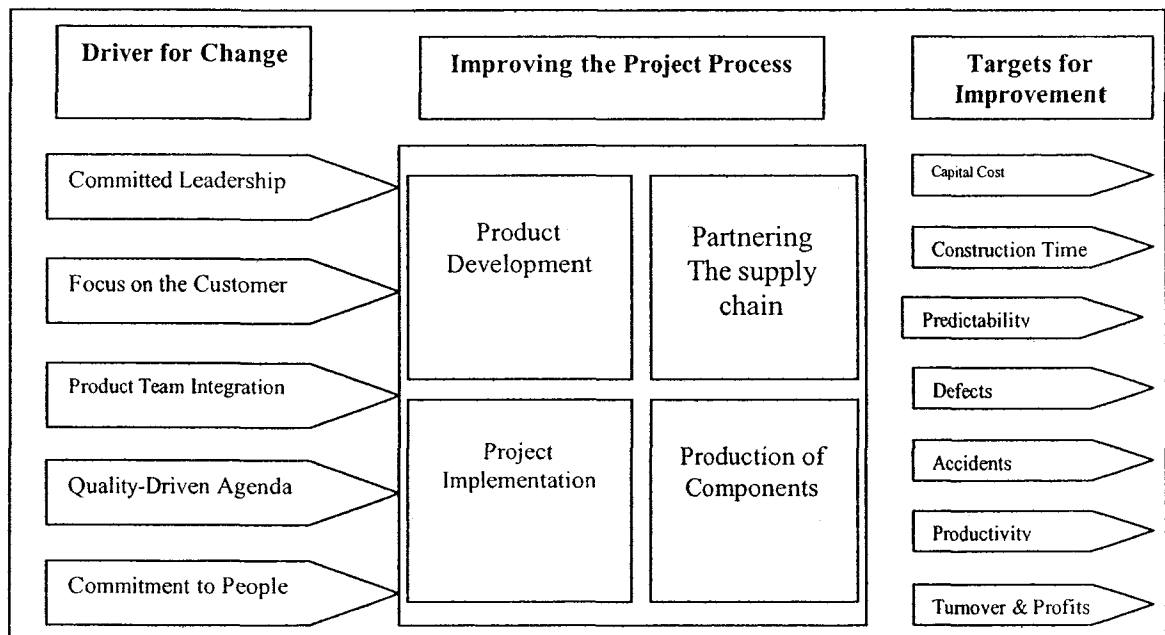 Driver for Change
Improving the Project Process
Targets for
Improvement
Committed Leadership
Focus on the Customer
Product Team Integration
Quality-Driven Agenda
Commitment to People
Product
Development
Partnering
The supply
chain
Project
Implementation
Production of
Components
Capital Cost
Construction Time
Predictability
Defects
Accidents
Productivity
Turnover & Profits